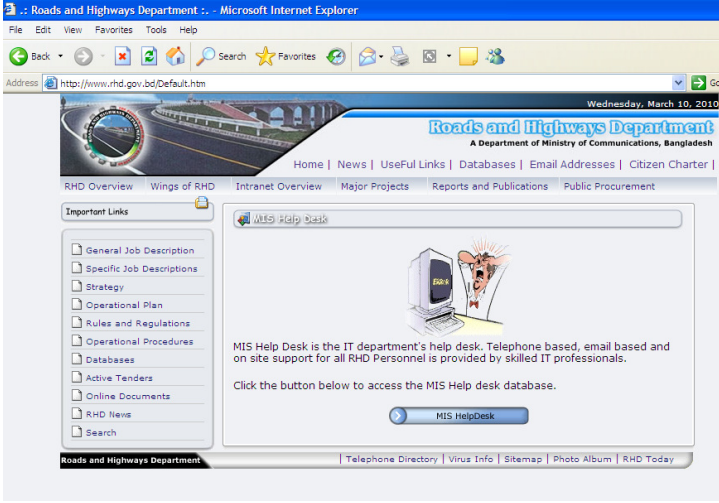 .: Roads and Highways Department :. - Microsoft Internet Explorer
File Edit View Favorites Tools Help
Back Search Favorites
Address http://www.rhd.gov.bd/Default.htm
Wednesday, March 10, 2010
Roads and Highways Department
A Department of Ministry of Communications, Bangladesh
Home | News | UseFul Links | Databases | Email Addresses | Citizen Charter |
RHD Overview Wings of RHD Intranet Overview Major Projects Reports and Publications Public Procurement
Important Links
General Job Description
Specific Job Descriptions
Strategy
Operational Plan
Rules and Regulations
Operational Procedures
Databases
Active Tenders
Online Documents
RHD News
Search
MIS Help Desk
MIS Help Desk is the IT department's help desk. Telephone based, email based and
on site support for all RHD Personnel is provided by skilled IT professionals.
Click the button below to access the MIS Help desk database.
MIS HelpDesk
Roads and Highways Department | Telephone Directory | Virus Info | Sitemap | Photo Album | RHD Today